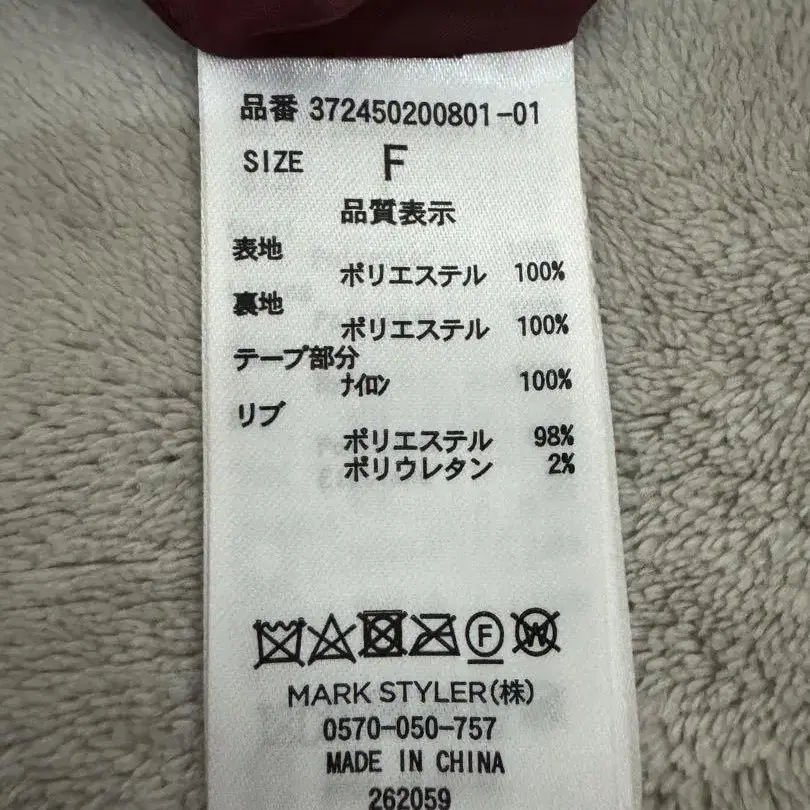 品番 372450200801-01
SIZE F
品質表示
表地
ポリエステル 100%
裏地
ポリエステル 100%
テープ部分
ナイロン 100%
リブ
ポリエステル 98%
ポリウレタン 2%
F W
MARK STYLER(株)
0570-050-757
MADE IN CHINA
262059